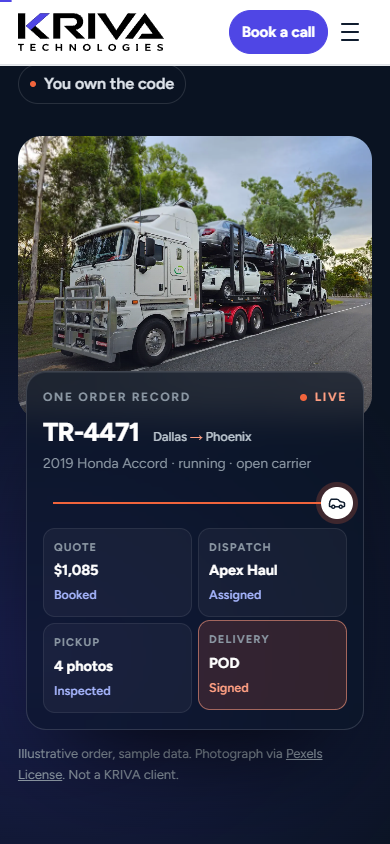 KRIVA
TECHNOLOGIES
Book a call
You own the code
ONE ORDER RECORD
LIVE
TR-4471 Dallas → Phoenix
2019 Honda Accord · running · open carrier
QUOTE
$1,085
Booked
DISPATCH
Apex Haul
Assigned
PICKUP
4 photos
Inspected
DELIVERY
POD
Signed
Illustrative order, sample data. Photograph via Pexels
License. Not a KRIVA client.